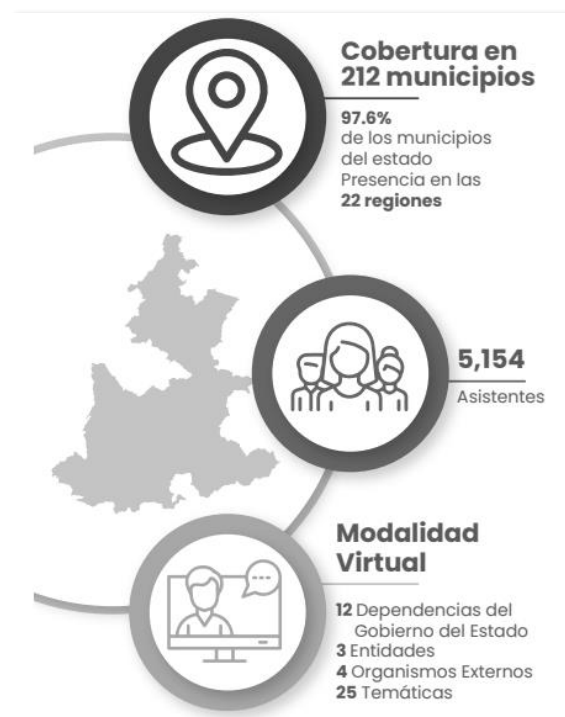 Cobertura en
212 municipios
97.6%
de los municipios
del estado
Presencia en las
22 regiones
5,154
Asistentes
Modalidad
Virtual
12 Dependencias del
Gobierno del Estado
3 Entidades
4 Organismos Externos
25 Temáticas